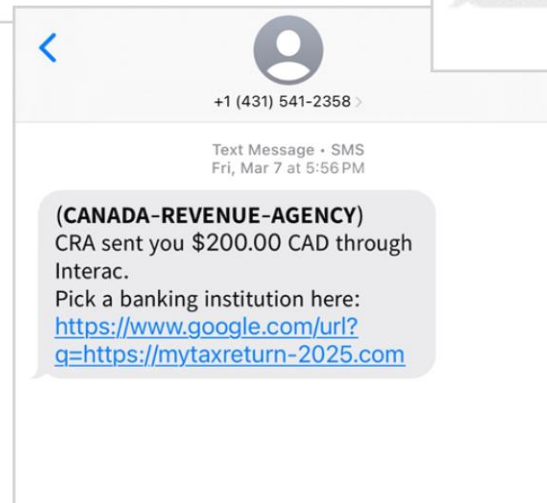 +1 (431) 541-2358 >
Text Message • SMS
Fri, Mar 7 at 5:56 PM
(CANADA-REVENUE-AGENCY)
CRA sent you $200.00 CAD through
Interac.
Pick a banking institution here:
https://www.google.com/url?
q=https://mytaxreturn-2025.com